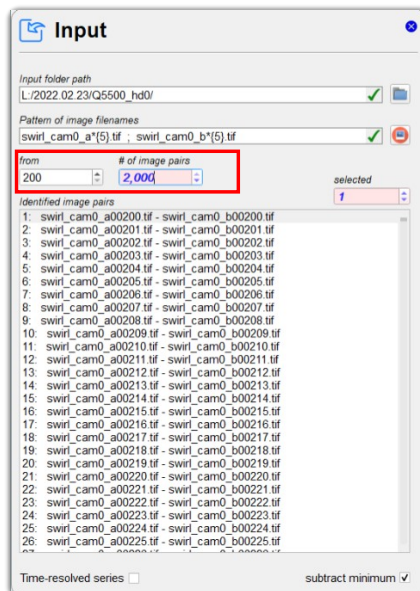 Input
Input folder path
L:/2022.02.23/Q5500_hd0/
Pattern of image filenames
swirl_cam0_a*{5}.tif ; swirl_cam0_b*{5}.tif
from # of image pairs
200 2,000
selected
1
Identified image pairs
1: swirl_cam0_a00200.tif - swirl_cam0_b00200.tif
2: swirl_cam0_a00201.tif - swirl_cam0_b00201.tif
3: swirl_cam0_a00202.tif - swirl_cam0_b00202.tif
4: swirl_cam0_a00203.tif - swirl_cam0_b00203.tif
5: swirl_cam0_a00204.tif - swirl_cam0_b00204.tif
6: swirl_cam0_a00205.tif - swirl_cam0_b00205.tif
7: swirl_cam0_a00206.tif - swirl_cam0_b00206.tif
8: swirl_cam0_a00207.tif - swirl_cam0_b00207.tif
9: swirl_cam0_a00208.tif - swirl_cam0_b00208.tif
10: swirl_cam0_a00209.tif - swirl_cam0_b00209.tif
11: swirl_cam0_a00210.tif - swirl_cam0_b00210.tif
12: swirl_cam0_a00211.tif - swirl_cam0_b00211.tif
13: swirl_cam0_a00212.tif - swirl_cam0_b00212.tif
14: swirl_cam0_a00213.tif - swirl_cam0_b00213.tif
15: swirl_cam0_a00214.tif - swirl_cam0_b00214.tif
16: swirl_cam0_a00215.tif - swirl_cam0_b00215.tif
17: swirl_cam0_a00216.tif - swirl_cam0_b00216.tif
18: swirl_cam0_a00217.tif - swirl_cam0_b00217.tif
19: swirl_cam0_a00218.tif - swirl_cam0_b00218.tif
20: swirl_cam0_a00219.tif - swirl_cam0_b00219.tif
21: swirl_cam0_a00220.tif - swirl_cam0_b00220.tif
22: swirl_cam0_a00221.tif - swirl_cam0_b00221.tif
23: swirl_cam0_a00222.tif - swirl_cam0_b00222.tif
24: swirl_cam0_a00223.tif - swirl_cam0_b00223.tif
25: swirl_cam0_a00224.tif - swirl_cam0_b00224.tif
26: swirl_cam0_a00225.tif - swirl_cam0_b00225.tif
Time-resolved series subtract minimum